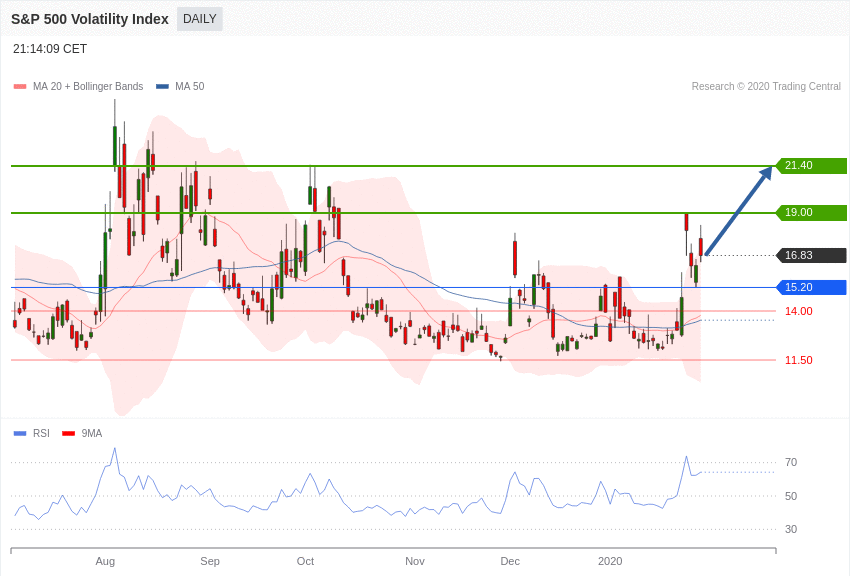 S&P 500 Volatility Index DAILY
21:14:09 CET
MA 20 + Bollinger Bands MA 50
Research © 2020 Trading Central
21.40
19.00
16.83
15.20
14.00
11.50
RSI 9MA
70
50
30
Aug Sep Oct Nov Dec 2020